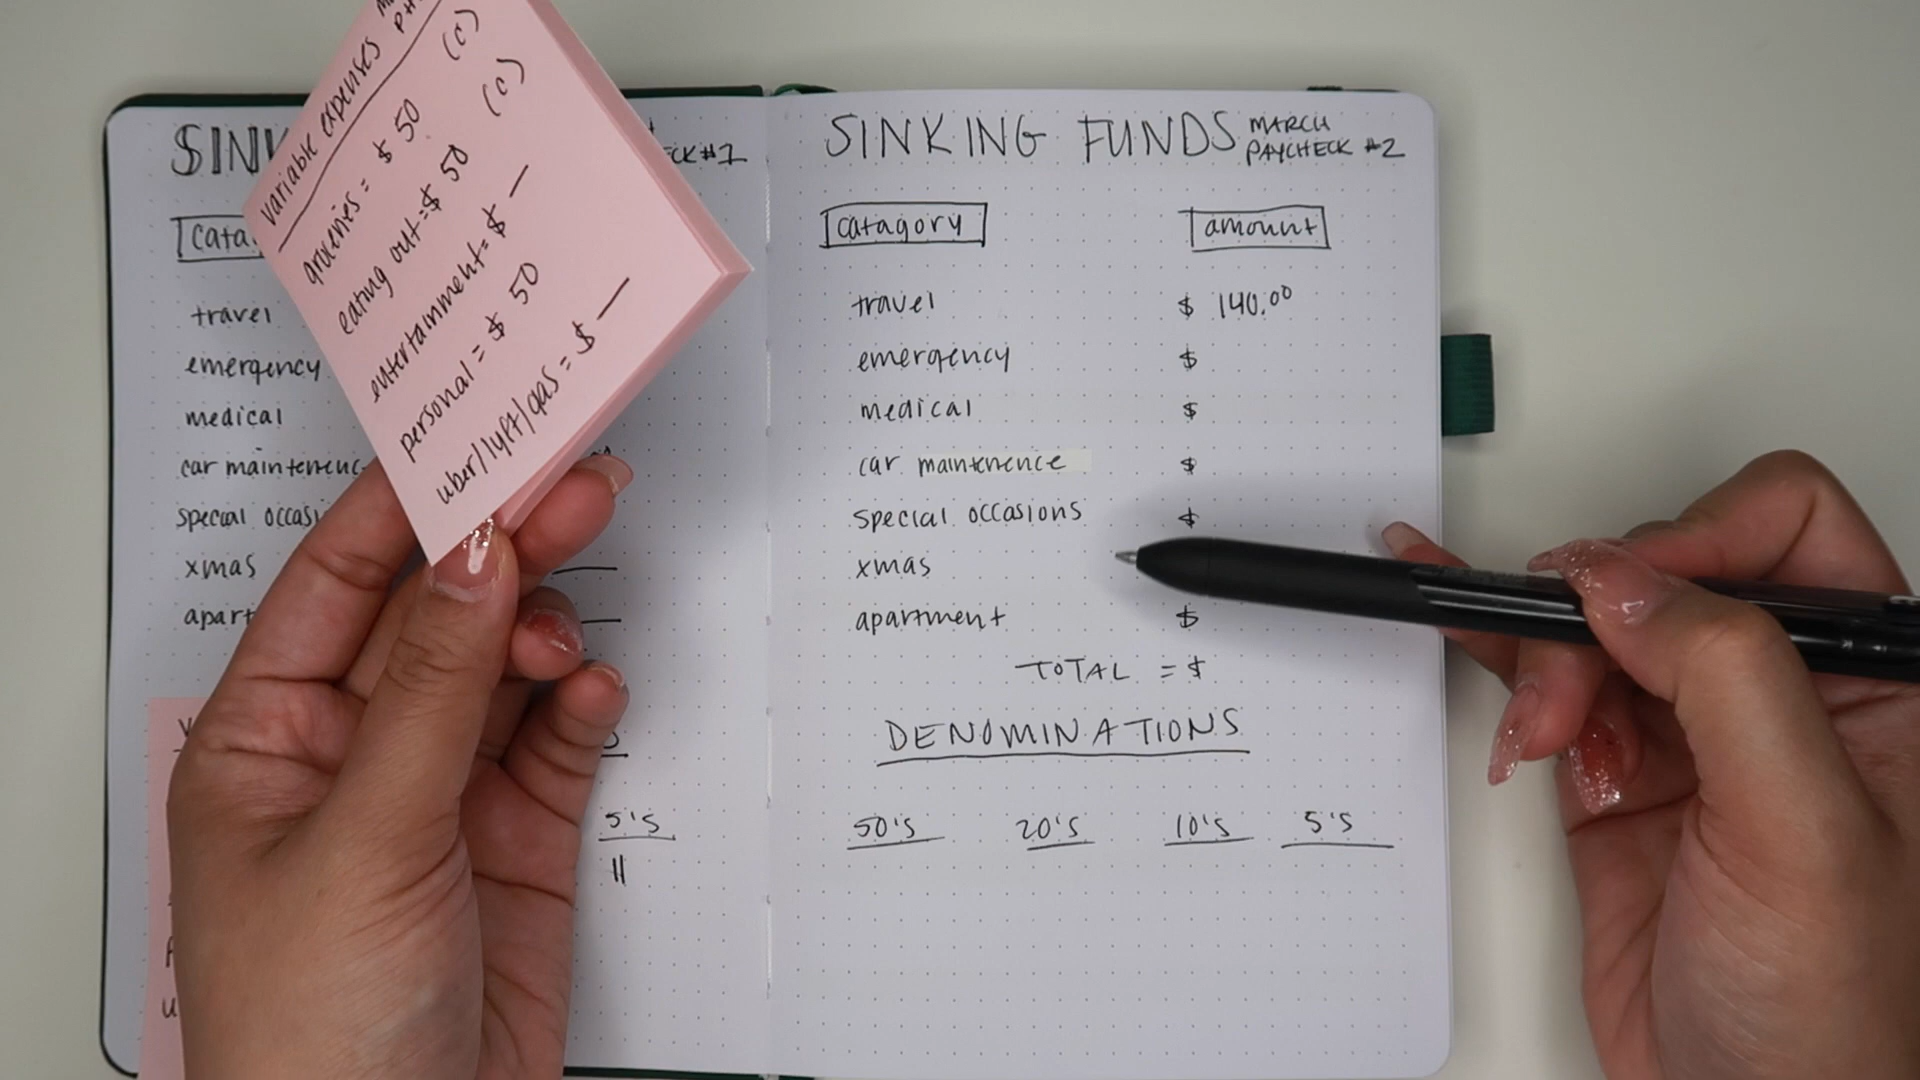 variable expenses
groceries = $ 50 (c)
eating out = $ 50 (c)
entertainment = $ —
personal = $ 50
uber/lyft/gas = $ —
SINK
CK #1
cata
travel
emergency
medical
car maintenenc
special occasi
xmas
apart
5'S
SINKING FUNDS MARCH
PAYCHECK #2
catagory amount
travel $ 140.00
emergency $
medical $
car maintenence $
special occasions $
xmas
apartment $
TOTAL = $
DENOMINATIONS
50'S 20'S 10'S 5'S